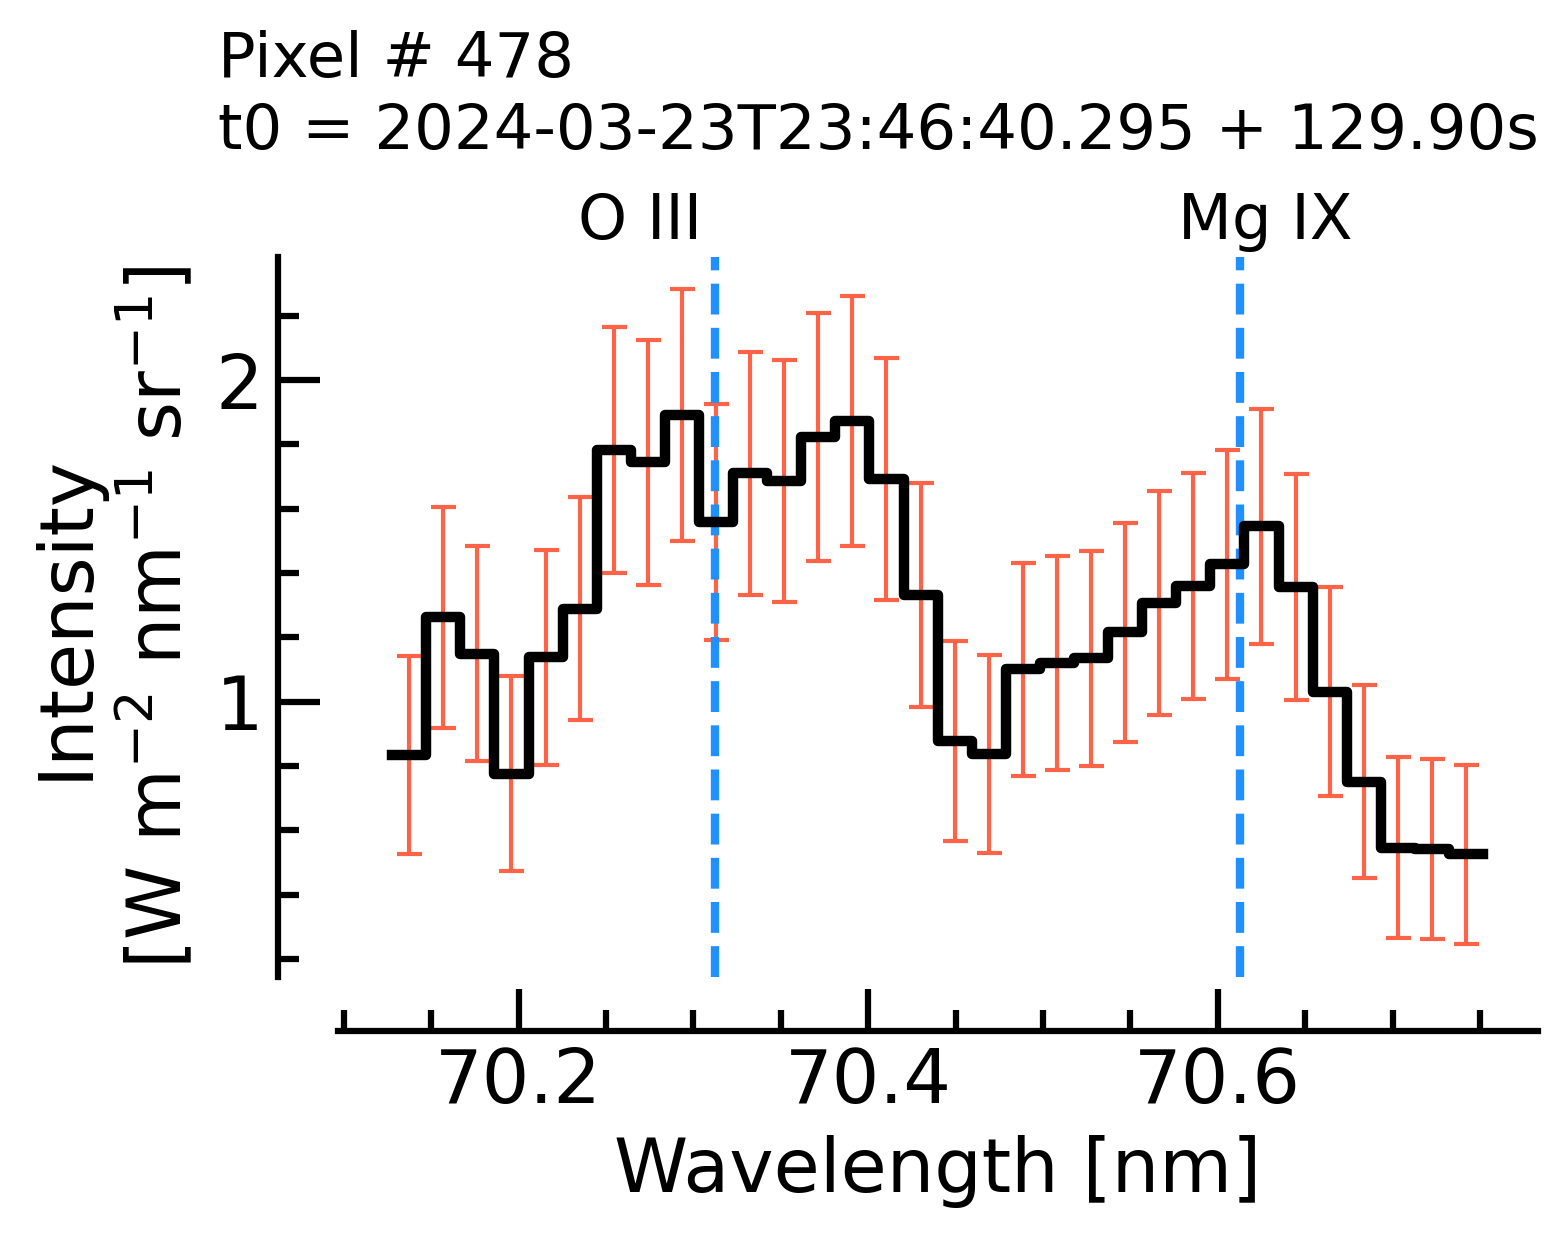 Pixel # 478
t0 = 2024-03-23T23:46:40.295 + 129.90s
O III
Mg IX
Intensity
[W m⁻² nm⁻¹ sr⁻¹]
2
1
70.2
70.4
70.6
Wavelength [nm]